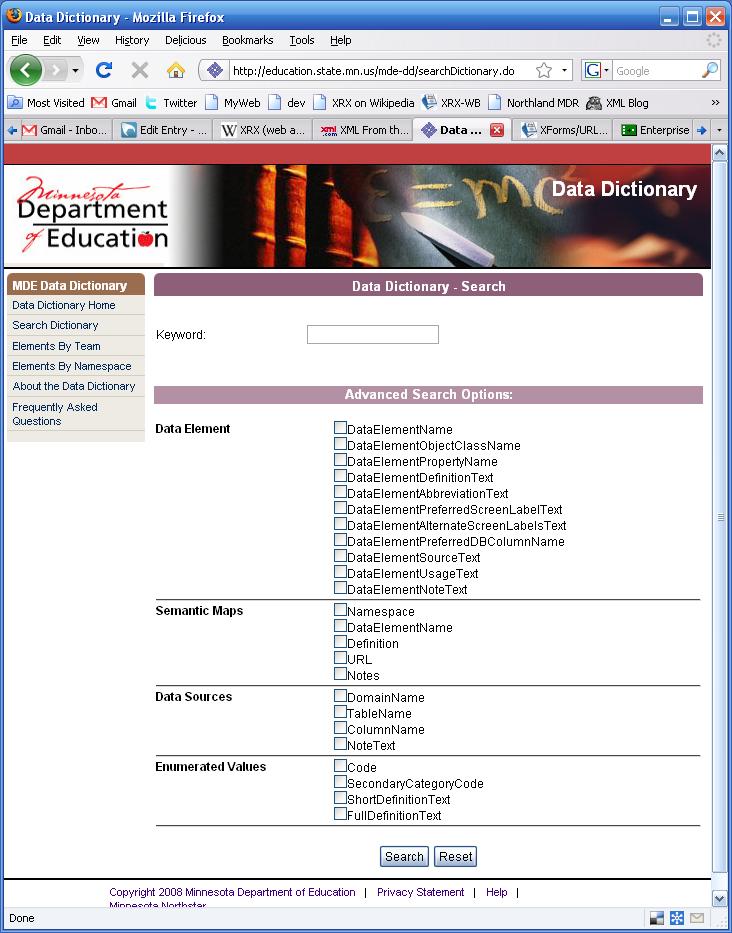 Data Dictionary - Mozilla Firefox
File Edit View History Delicious Bookmarks Tools Help
http://education.state.mn.us/mde-dd/searchDictionary.do
Google
Most Visited Gmail Twitter MyWeb dev XRX on Wikipedia XRX-WB Northland MDR XML Blog »
Gmail - Inbo... Edit Entry - ... W XRX (web a... xml .com XML From th... Data ... XForms/URL... Enterprise
Minnesota
Department
of Education
E=mc2
Data Dictionary
MDE Data Dictionary
Data Dictionary Home
Search Dictionary
Elements By Team
Elements By Namespace
About the Data Dictionary
Frequently Asked
Questions
Data Dictionary - Search
Keyword:
Advanced Search Options:
Data Element
DataElementName
DataElementObjectClassName
DataElementPropertyName
DataElementDefinitionText
DataElementAbbreviationText
DataElementPreferredScreenLabelText
DataElementAlternateScreenLabelsText
DataElementPreferredDBColumnName
DataElementSourceText
DataElementUsageText
DataElementNoteText
Semantic Maps
Namespace
DataElementName
Definition
URL
Notes
Data Sources
DomainName
TableName
ColumnName
NoteText
Enumerated Values
Code
SecondaryCategoryCode
ShortDefinitionText
FullDefinitionText
Search Reset
Copyright 2008 Minnesota Department of Education | Privacy Statement | Help |
Minnesota Northstar
Done